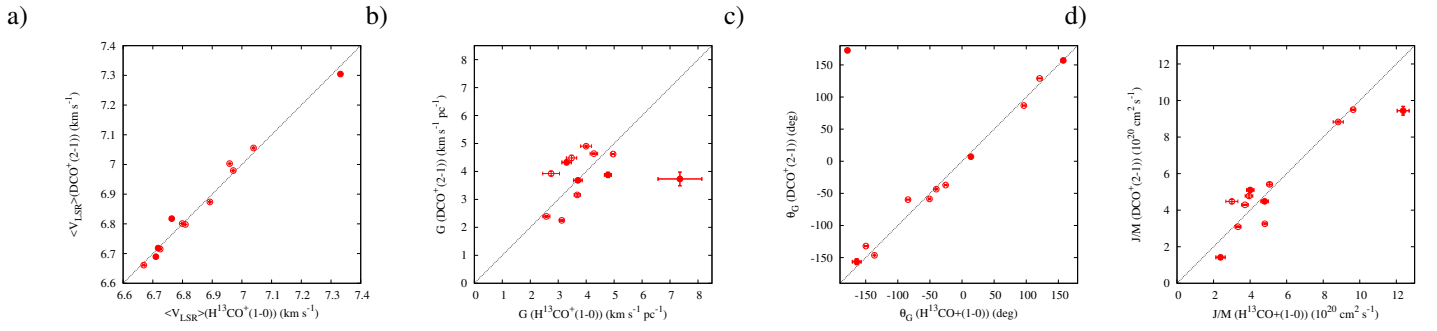 a)
b)
c)
d)
7.4
7.3
7.2
7.1
7
6.9
6.8
6.7
6.6
6.6 6.7 6.8 6.9 7 7.1 7.2 7.3 7.4
<V_LSR>(DCO⁺(2-1)) (km s⁻¹)
<V_LSR>(H¹³CO⁺(1-0)) (km s⁻¹)
8
7
6
5
4
3
2
1
0
0 1 2 3 4 5 6 7 8
G (DCO⁺(2-1)) (km s⁻¹ pc⁻¹)
G (H¹³CO⁺(1-0)) (km s⁻¹ pc⁻¹)
150
100
50
0
-50
-100
-150
-150 -100 -50 0 50 100 150
θ_G (DCO⁺(2-1)) (deg)
θ_G (H¹³CO+(1-0)) (deg)
12
10
8
6
4
2
0
0 2 4 6 8 10 12
J/M (DCO⁺(2-1)) (10²⁰ cm² s⁻¹)
J/M (H¹³CO+(1-0)) (10²⁰ cm² s⁻¹)